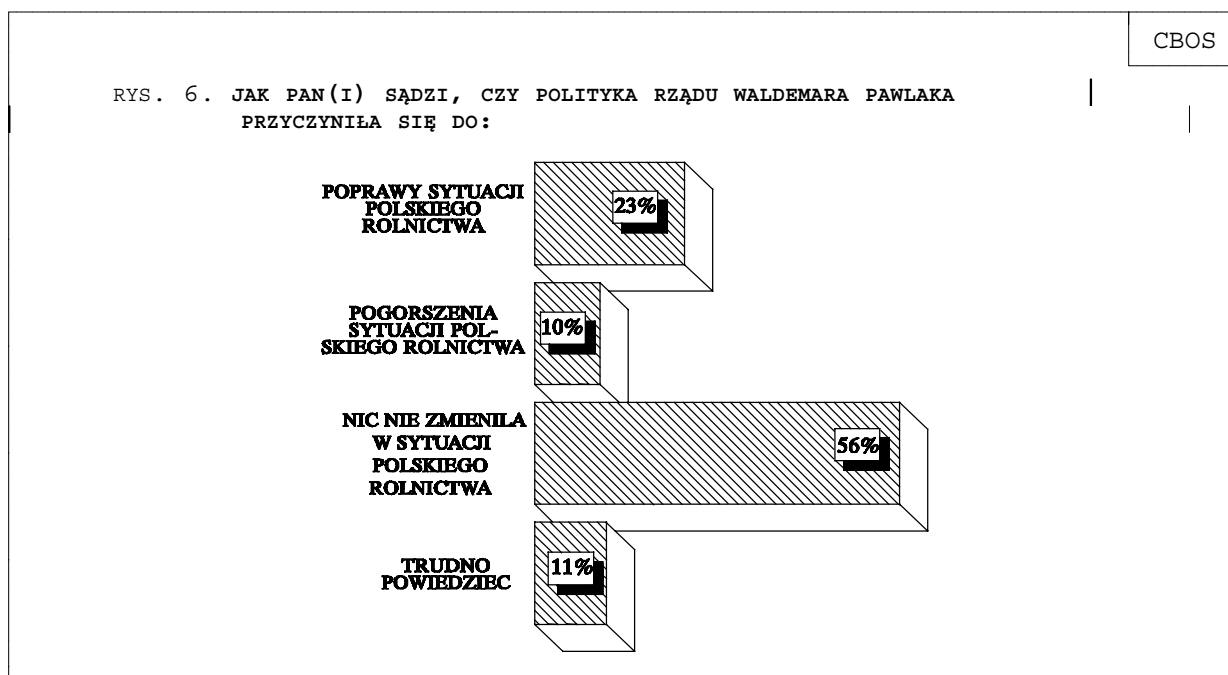 CBOS
RYS. 6. JAK PAN(I) SĄDZI, CZY POLITYKA RZĄDU WALDEMARA PAWLAKA
PRZYCZYNIŁA SIĘ DO:
POPRAWY SYTUACJI
POLSKIEGO
ROLNICTWA
23%
POGORSZENIA
SYTUACJI POL-
SKIEGO ROLNICTWA
10%
NIC NIE ZMIENILA
W SYTUACJI
POLSKIEGO
ROLNICTWA
56%
TRUDNO
POWIEDZIEC
11%